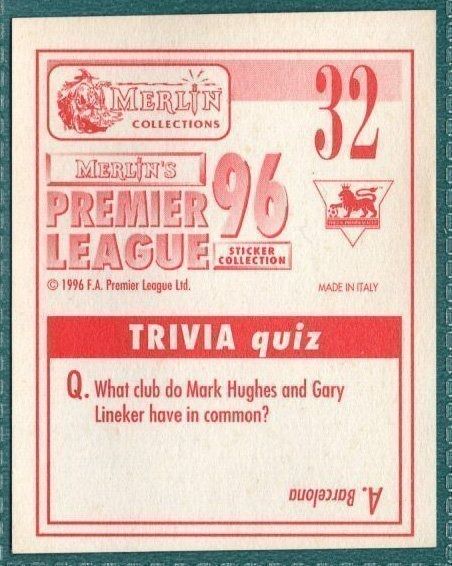 MERLIN
COLLECTIONS
32
MERLIN'S
PREMIER
LEAGUE
96
STICKER
COLLECTION
© 1996 F.A. Premier League Ltd.
MADE IN ITALY
TRIVIA quiz
Q. What club do Mark Hughes and Gary
Lineker have in common?
A. Barcelona